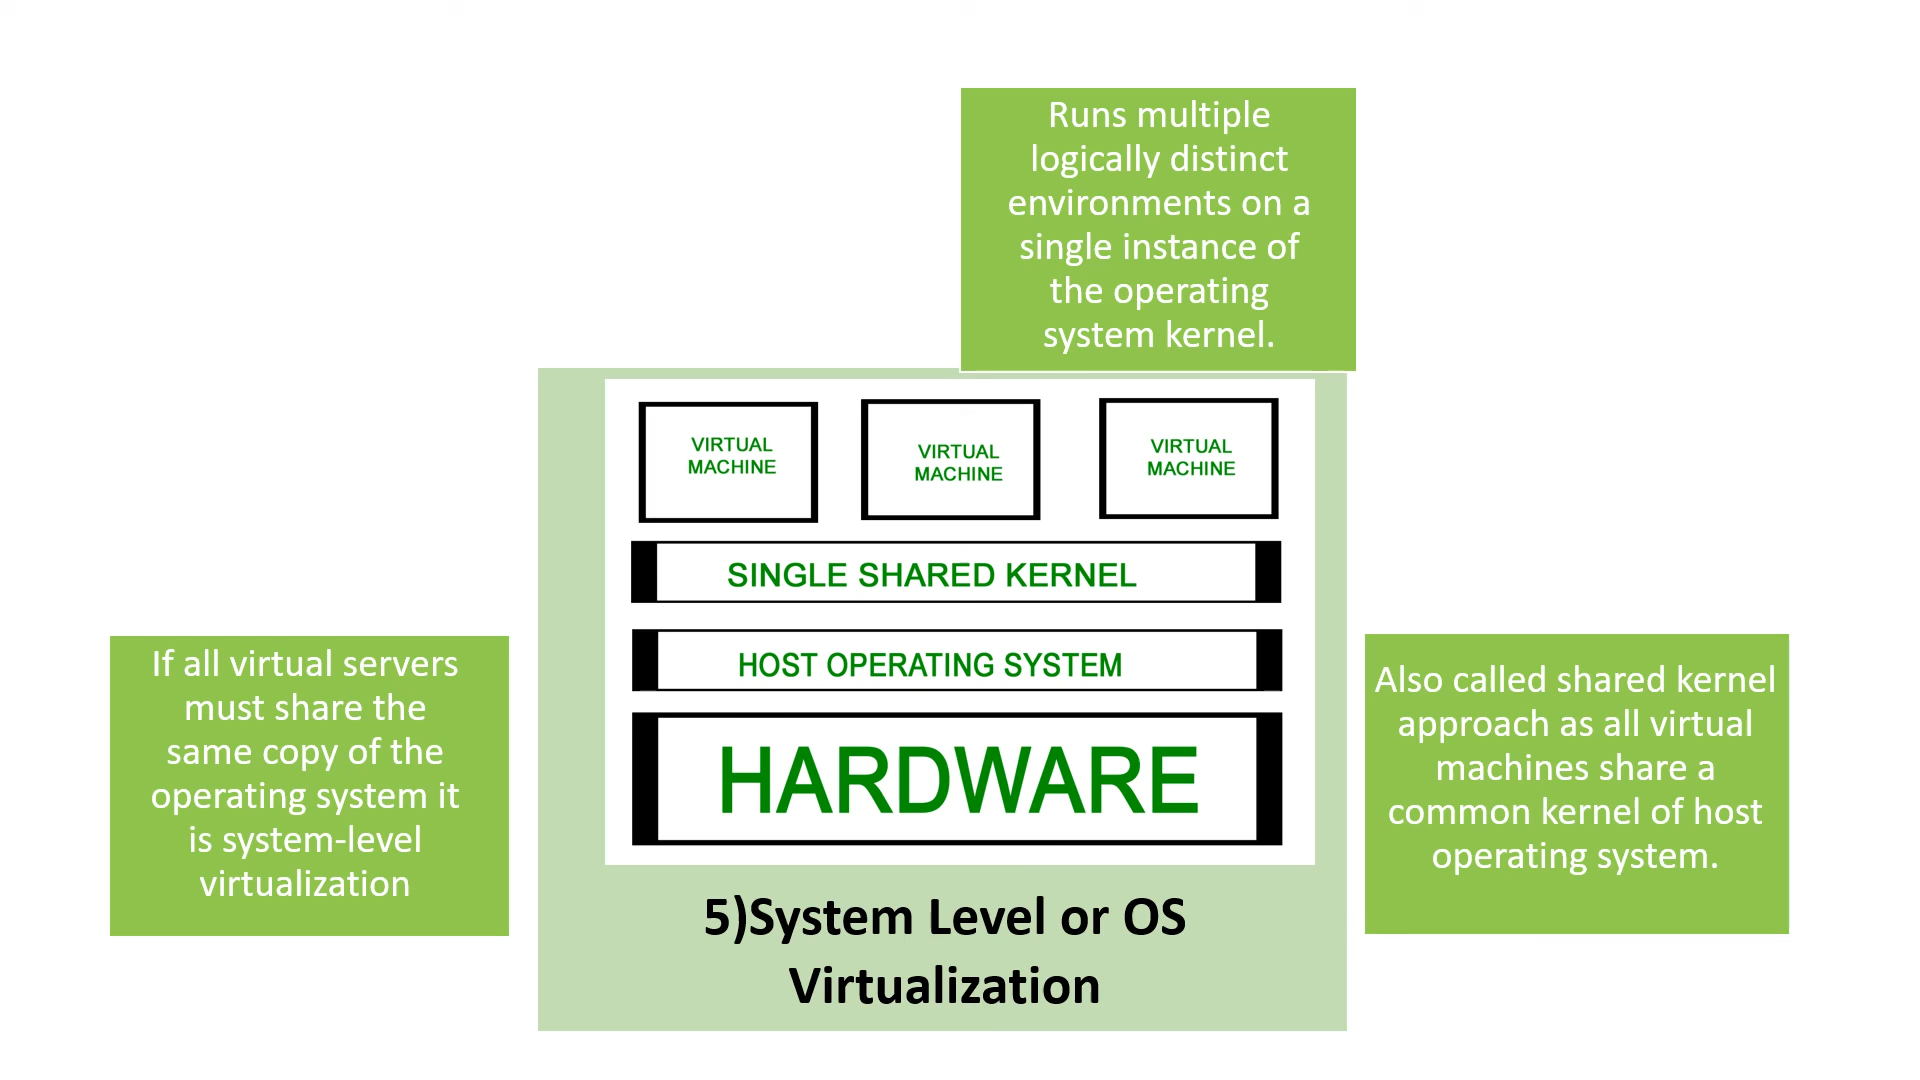 Runs multiple
logically distinct
environments on a
single instance of
the operating
system kernel.
VIRTUAL
MACHINE
VIRTUAL
MACHINE
VIRTUAL
MACHINE
SINGLE SHARED KERNEL
HOST OPERATING SYSTEM
HARDWARE
If all virtual servers
must share the
same copy of the
operating system it
is system-level
virtualization
Also called shared kernel
approach as all virtual
machines share a
common kernel of host
operating system.
5)System Level or OS
Virtualization